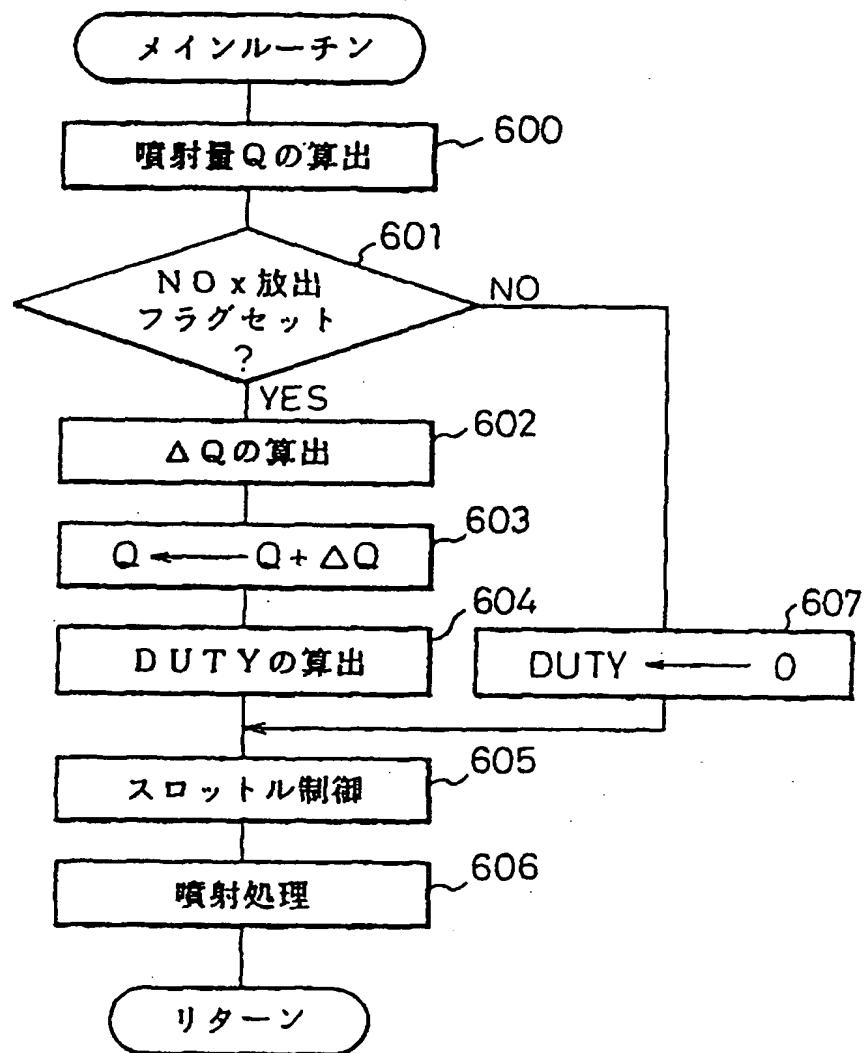 メインルーチン
噴射量Qの算出
600
601
NOx放出
フラグセット
?
NO
YES
△Qの算出
602
Q ← Q + △Q
603
DUTYの算出
604
DUTY ← 0
607
スロットル制御
605
噴射処理
606
リターン